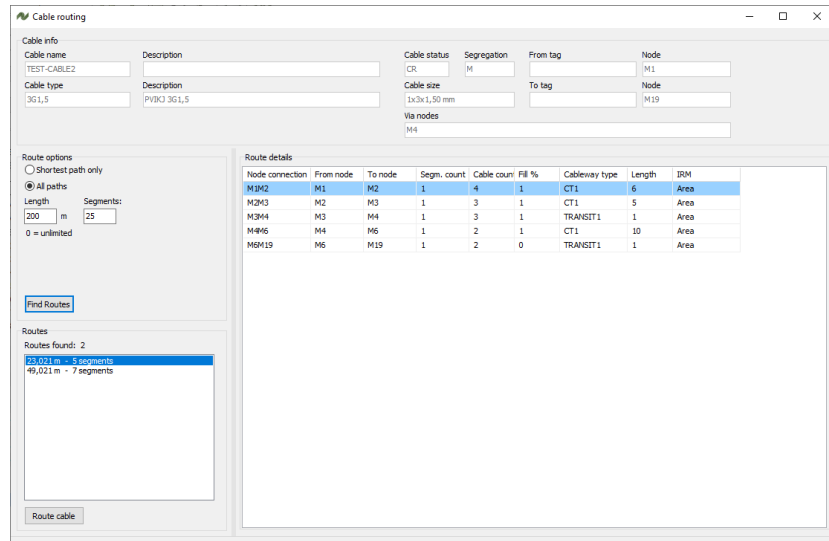 Cable routing
Cable info
Cable name Description Cable status Segregation From tag Node
TEST-CABLE2 CR M M1
Cable type Description Cable size To tag Node
3G1,5 PVIKJ 3G1,5 1x3x1,50 mm M19
Via nodes
M4
Route options
Shortest path only
All paths
Length Segments:
200 m 25
0 = unlimited
Find Routes
Routes
Routes found: 2
23,021 m - 5 segments
49,021 m - 7 segments
Route cable
Route details
Node connection From node To node Segm. count Cable coun Fill % Cableway type Length IRM
M1M2 M1 M2 1 4 1 CT1 6 Area
M2M3 M2 M3 1 3 1 CT1 5 Area
M3M4 M3 M4 1 3 1 TRANSIT1 1 Area
M4M6 M4 M6 1 2 1 CT1 10 Area
M6M19 M6 M19 1 2 0 TRANSIT1 1 Area